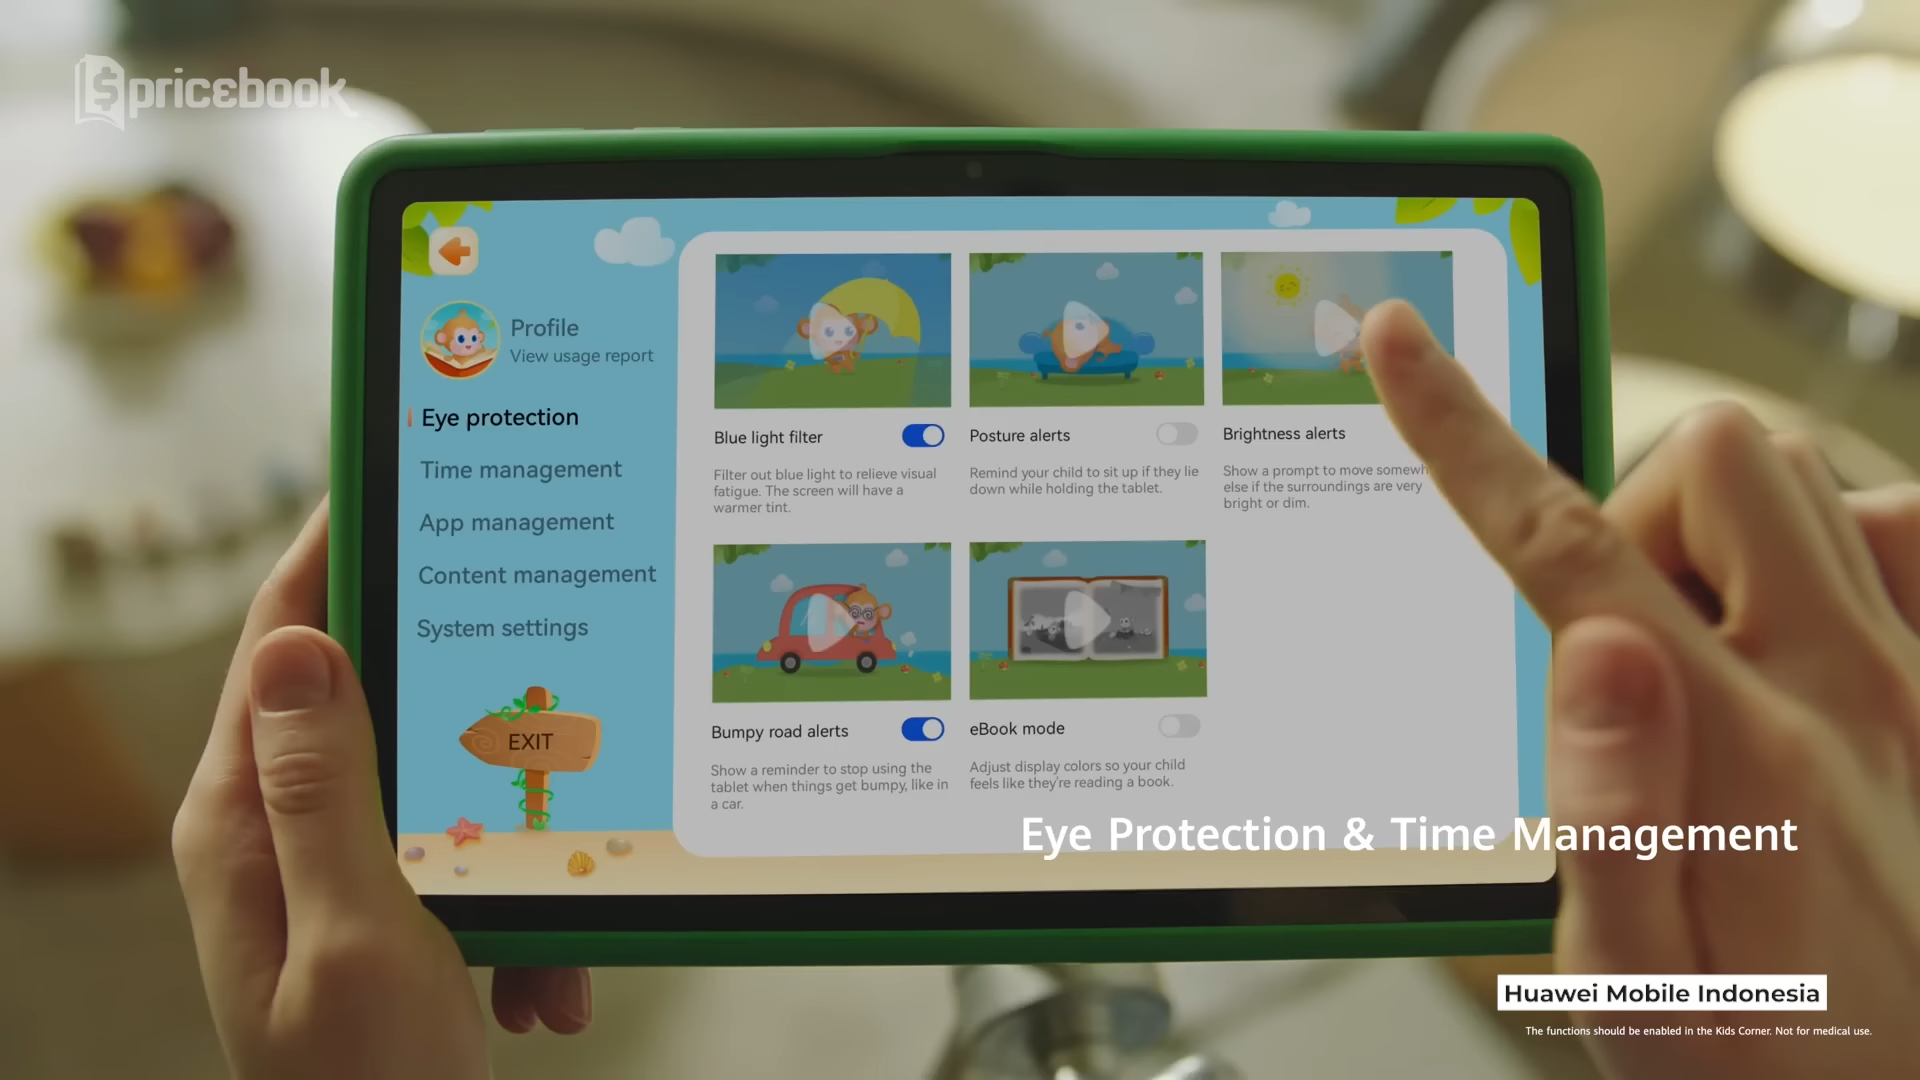 pricebook
Profile
View usage report
Eye protection
Time management
App management
Content management
System settings
EXIT
Blue light filter
Filter out blue light to relieve visual
fatigue. The screen will have a
warmer tint.
Posture alerts
Remind your child to sit up if they lie
down while holding the tablet.
Brightness alerts
Show a prompt to move
else if the surroundings are very
bright or dim.
Bumpy road alerts
Show a reminder to stop using the
tablet when things get bumpy, like in
a car.
eBook mode
Adjust display colors so your child
feels like they're reading a book.
Eye Protection & Time Management
Huawei Mobile Indonesia
The functions should be enabled in the Kids Corner. Not for medical use.